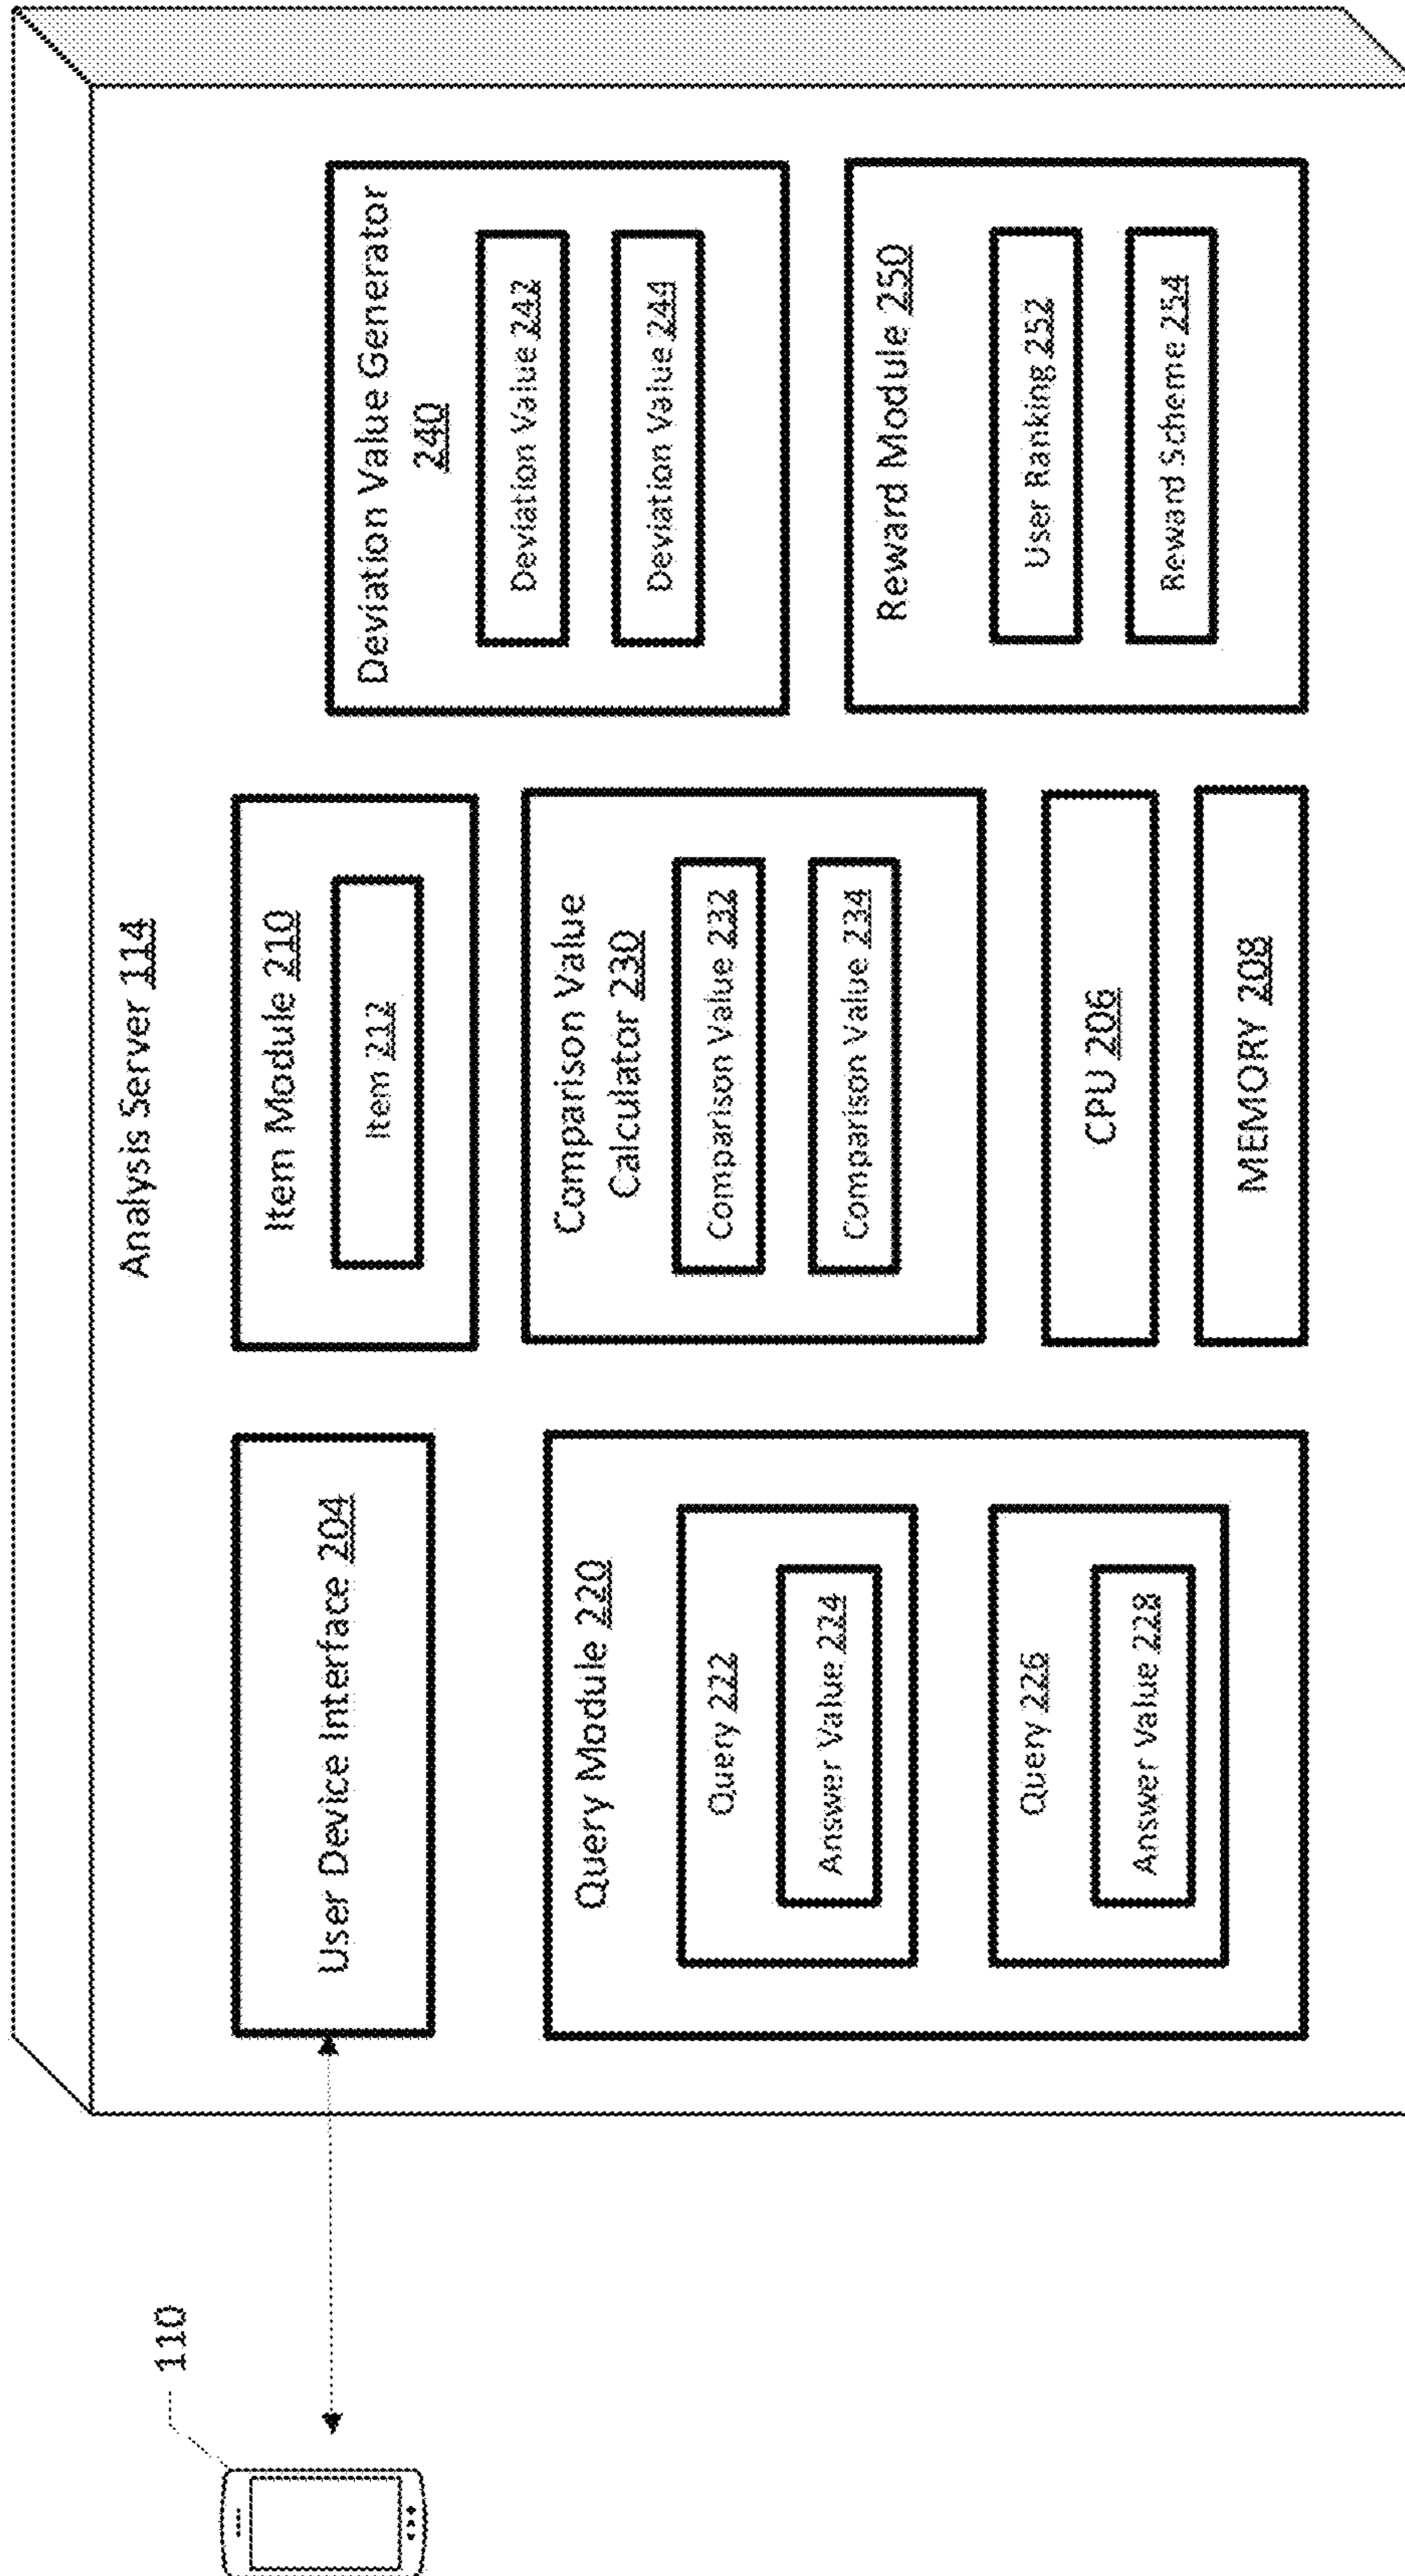 110
Analysis Server 114
User Device Interface 204
Query Module 220
Query 222
Answer Value 224
Query 226
Answer Value 228
Item Module 210
Item 212
Comparison Value
Calculator 230
Comparison Value 232
Comparison Value 234
CPU 206
MEMORY 208
Deviation Value Generator
240
Deviation Value 242
Deviation Value 244
Reward Module 250
User Ranking 252
Reward Scheme 254